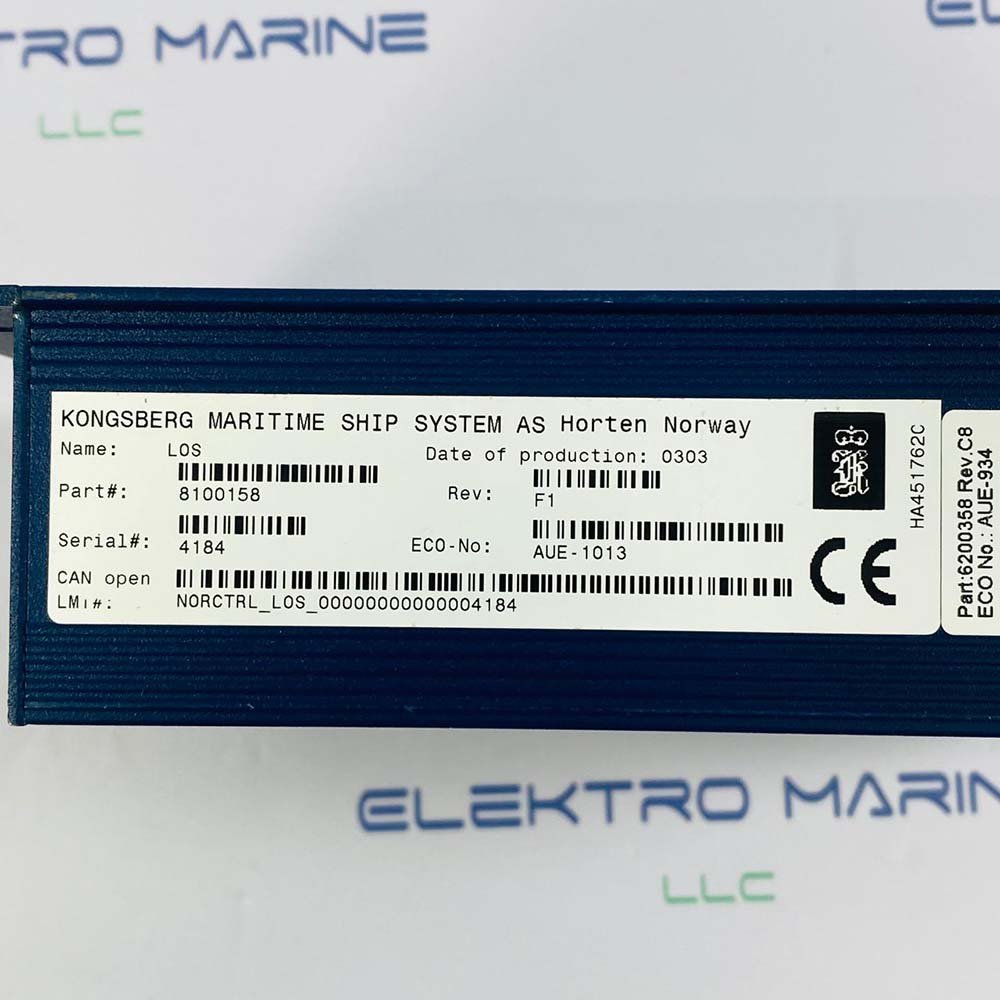 TRO MARINE
LLC
KONGSBERG MARITIME SHIP SYSTEM AS Horten Norway
Name: LOS Date of production: 0303
Part#: 8100158 Rev: F1
Serial#: 4184 ECO-No: AUE-1013
CAN open
LMI#: NORCTRL_LOS_00000000000004184
HA451762C
CE
Part:6200358 Rev.C8
ECO No.: AUE-934
ELEKTRO MARINE
LLC